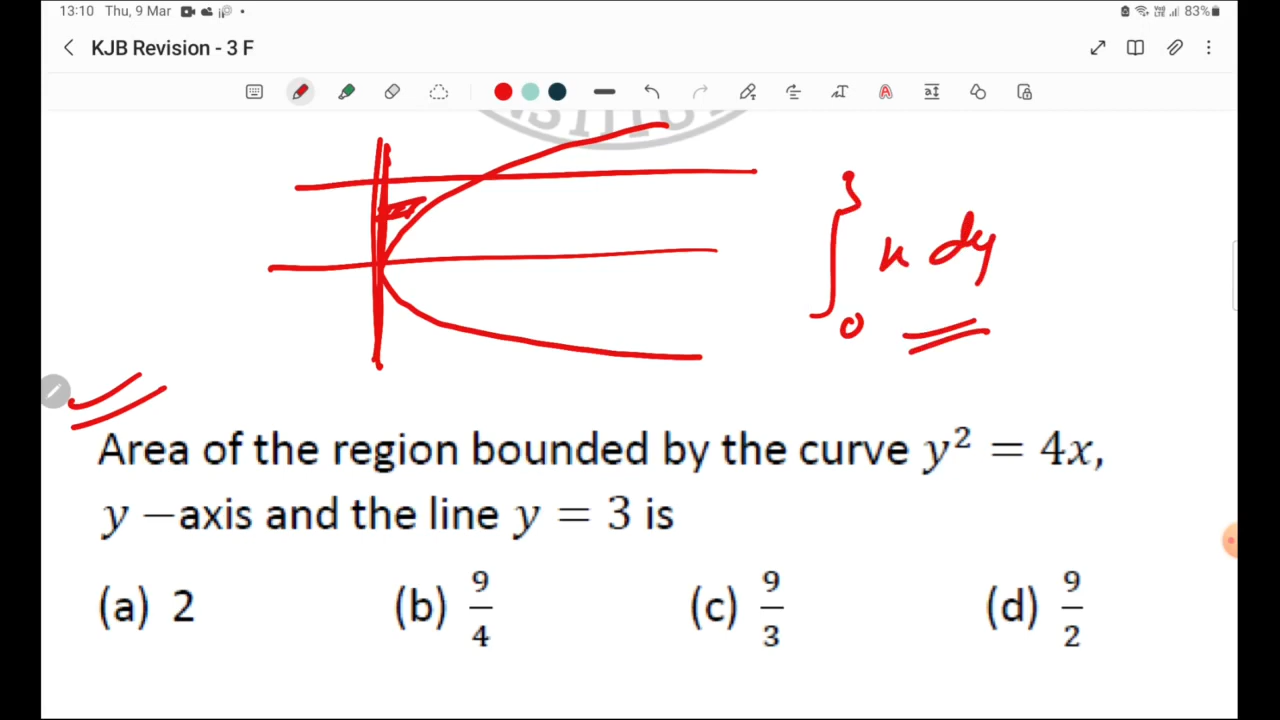 13:10 Thu, 9 Mar
83%
KJB Revision - 3 F
INSTITUTO
∫₀³ x dy
Area of the region bounded by the curve y² = 4x,
y –axis and the line y = 3 is
(a) 2 (b) 9/4 (c) 9/3 (d) 9/2